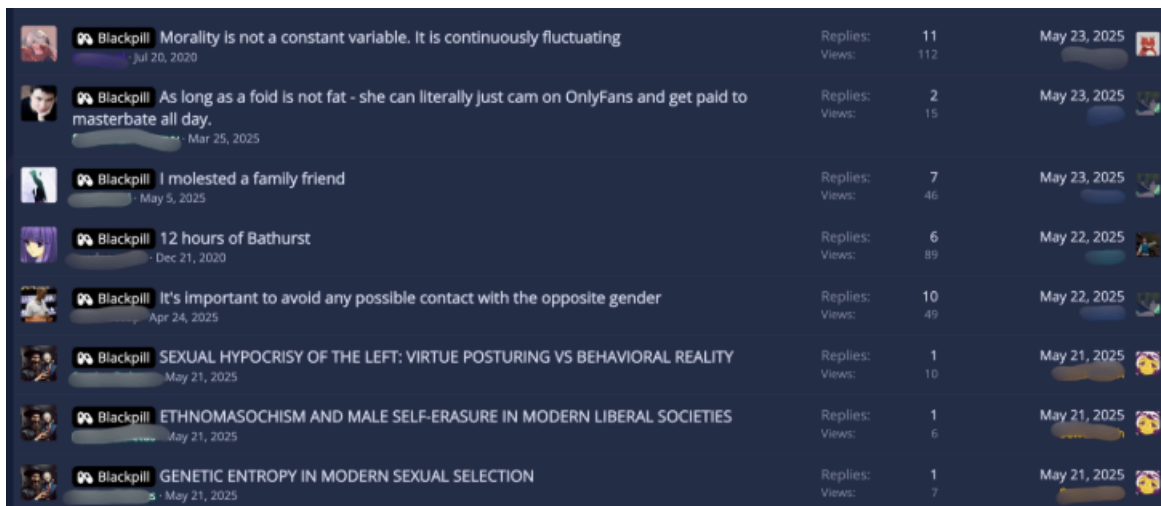 Blackpill Morality is not a constant variable. It is continuously fluctuating
· Jul 20, 2020
Replies: 11
Views: 112
May 23, 2025
Blackpill As long as a foid is not fat - she can literally just cam on OnlyFans and get paid to
masterbate all day.
· Mar 25, 2025
Replies: 2
Views: 15
May 23, 2025
Blackpill I molested a family friend
· May 5, 2025
Replies: 7
Views: 46
May 23, 2025
Blackpill 12 hours of Bathurst
· Dec 21, 2020
Replies: 6
Views: 89
May 22, 2025
Blackpill It's important to avoid any possible contact with the opposite gender
Apr 24, 2025
Replies: 10
Views: 49
May 22, 2025
Blackpill SEXUAL HYPOCRISY OF THE LEFT: VIRTUE POSTURING VS BEHAVIORAL REALITY
May 21, 2025
Replies: 1
Views: 10
May 21, 2025
Blackpill ETHNOMASOCHISM AND MALE SELF-ERASURE IN MODERN LIBERAL SOCIETIES
May 21, 2025
Replies: 1
Views: 6
May 21, 2025
Blackpill GENETIC ENTROPY IN MODERN SEXUAL SELECTION
s · May 21, 2025
Replies: 1
Views: 7
May 21, 2025